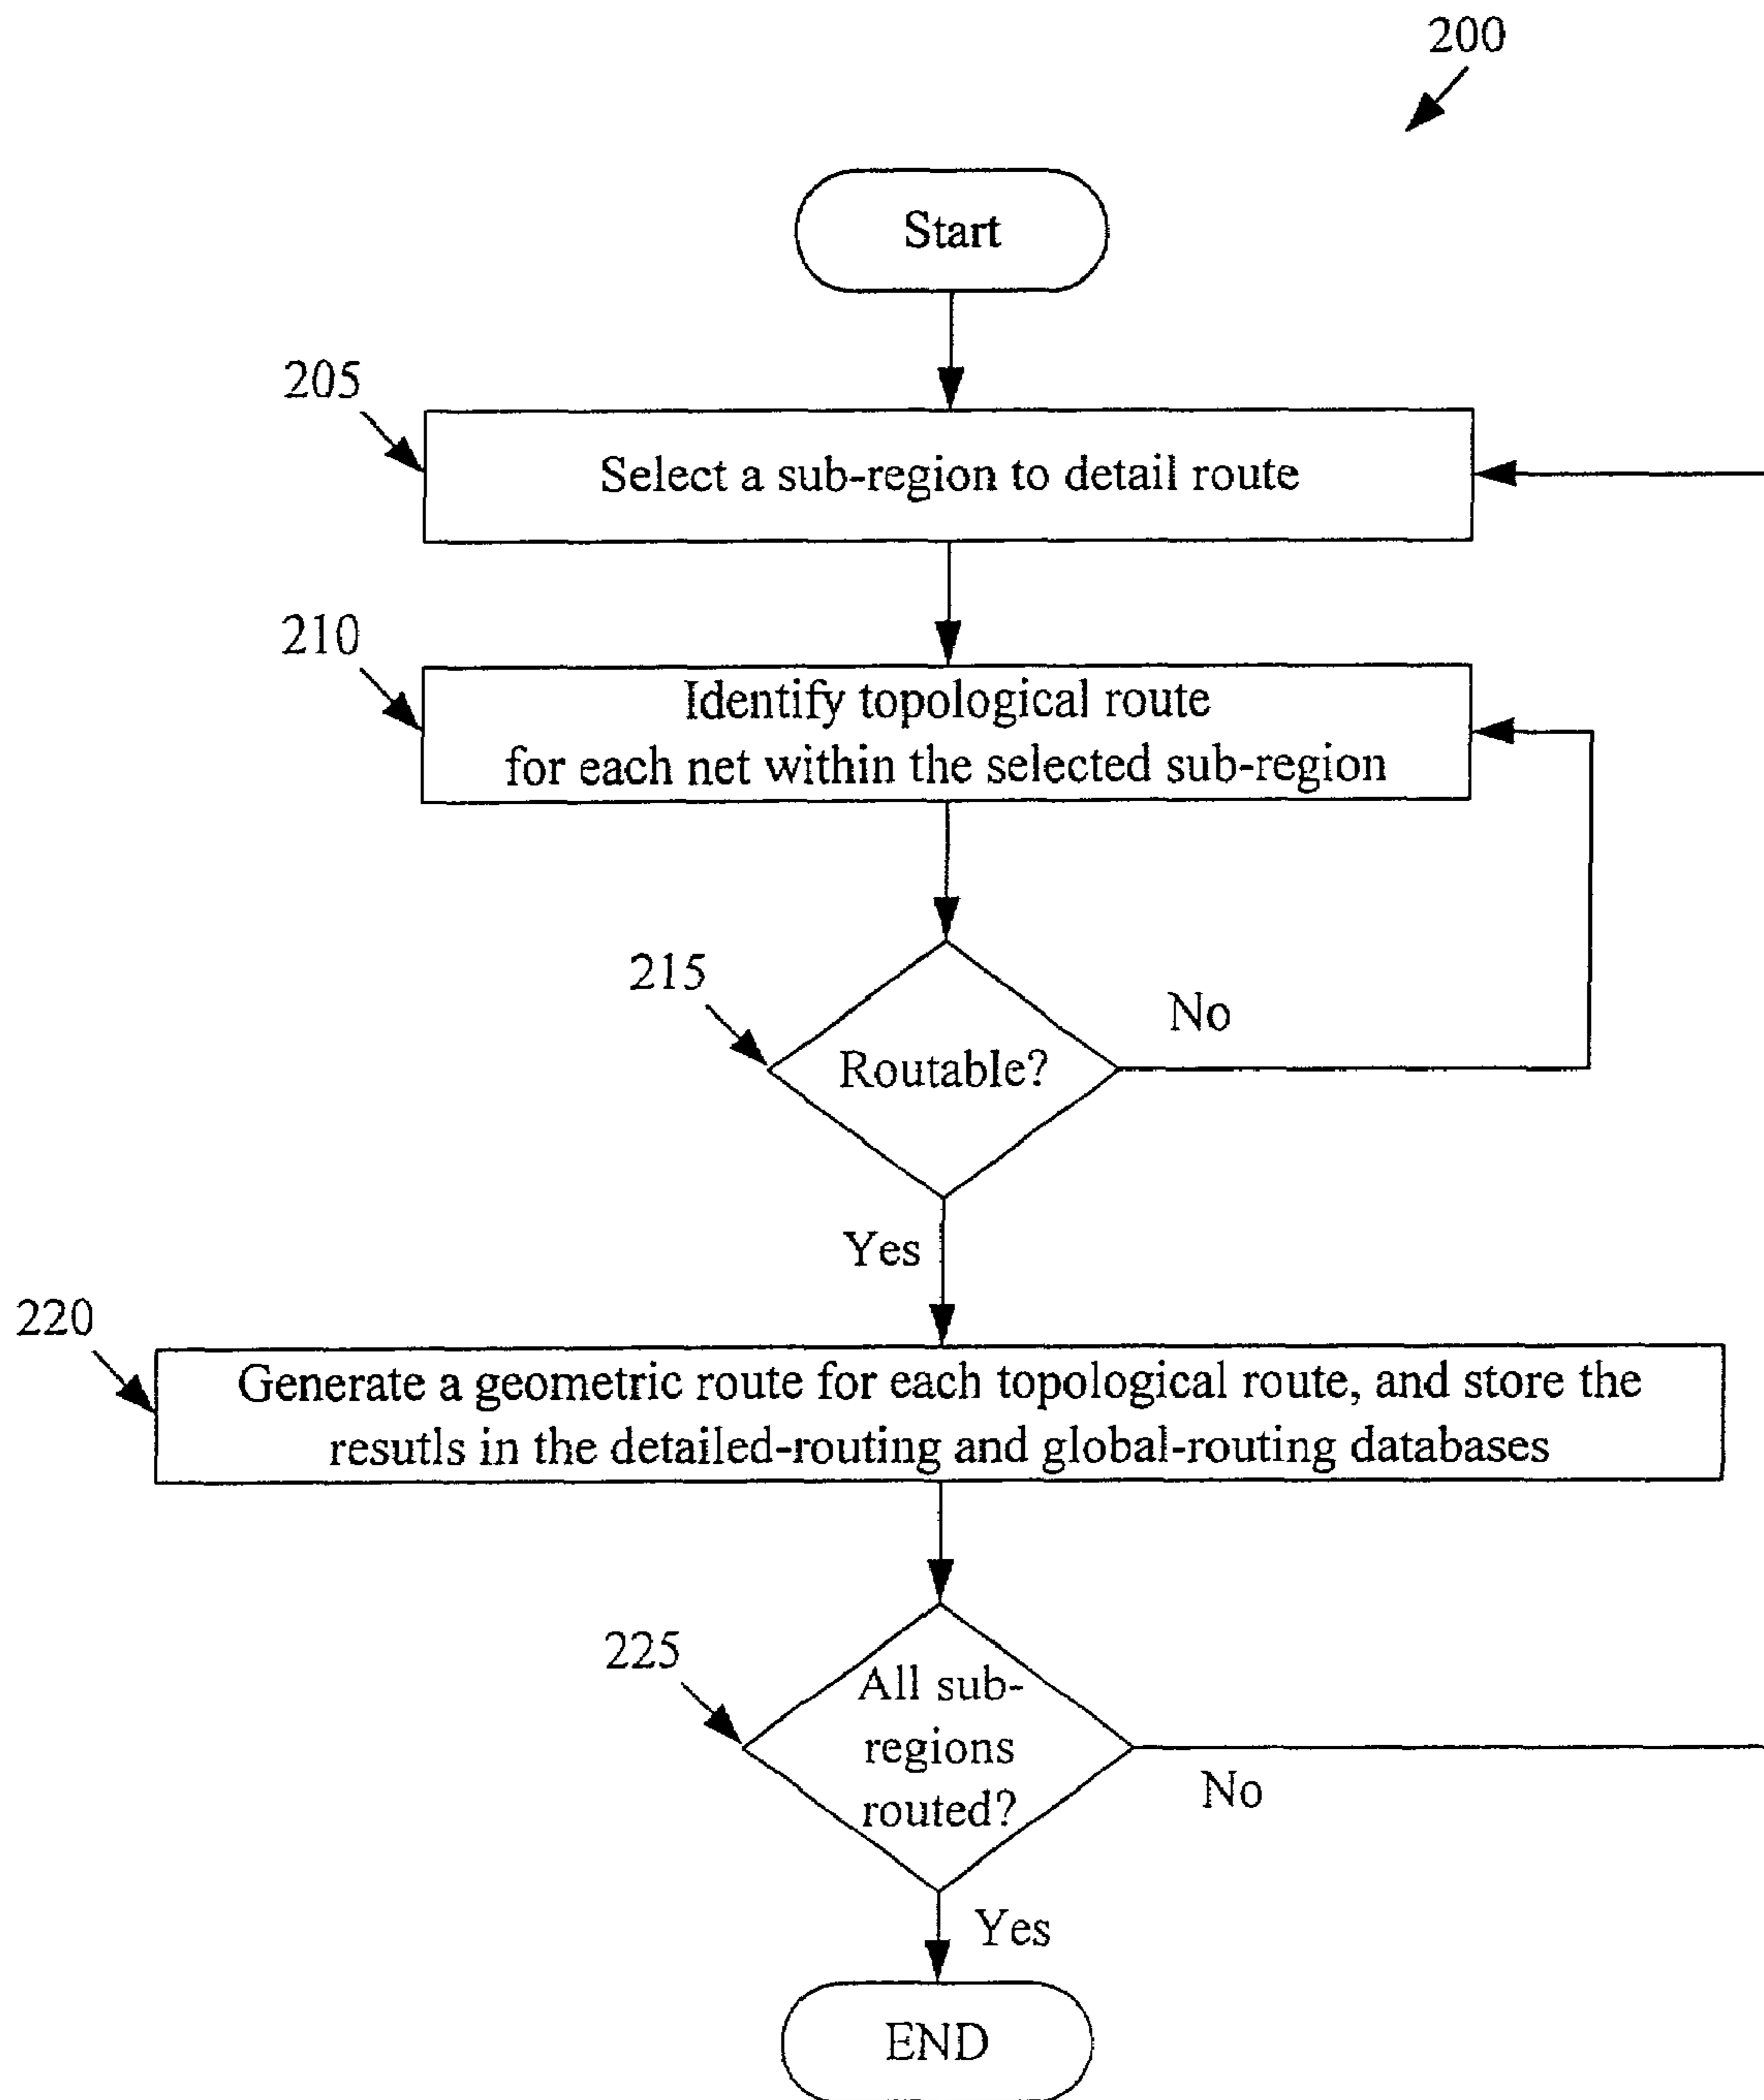 200
Start
205
Select a sub-region to detail route
210
Identify topological route
for each net within the selected sub-region
215
Routable?
No
Yes
220
Generate a geometric route for each topological route, and store the
resutls in the detailed-routing and global-routing databases
225
All sub-
regions
routed?
No
Yes
END